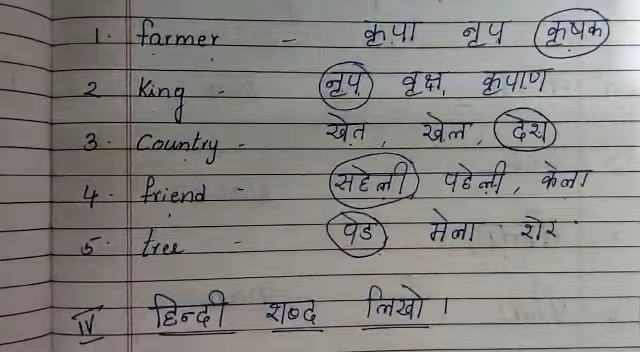 1. farmer - कृपा नृप कृषक
2 King - नृप वृक्ष, कृपाण
3. Country - खेत, खेल, देश
4. friend - सहेली पहेली, केला
5. tree - पेड मेना शेर
IV हिन्दी शब्द लिखो।